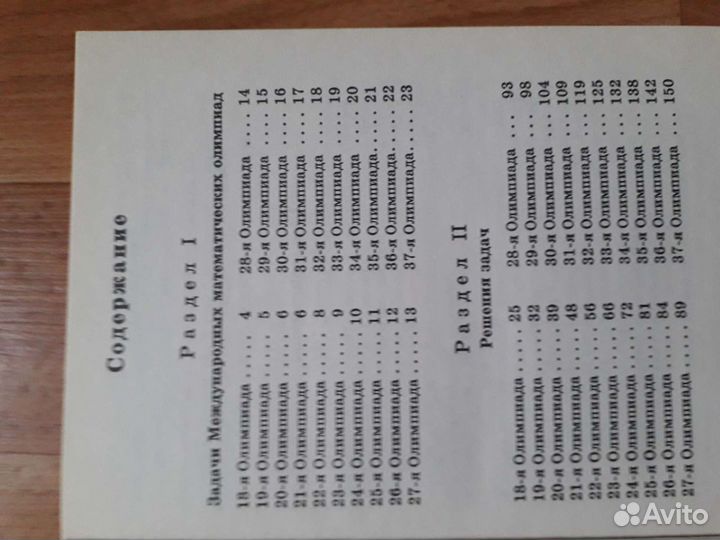 Содержание
Раздел I
Задачи Международных математических олимпиад
18-я Олимпиада ..... 4
19-я Олимпиада ..... 5
20-я Олимпиада ..... 6
21-я Олимпиада ..... 6
22-я Олимпиада ..... 8
23-я Олимпиада ..... 9
24-я Олимпиада .... 10
25-я Олимпиада .... 11
26-я Олимпиада .... 12
27-я Олимпиада .... 13
28-я Олимпиада .... 14
29-я Олимпиада .... 15
30-я Олимпиада .... 16
31-я Олимпиада .... 17
32-я Олимпиада .... 18
33-я Олимпиада .... 19
34-я Олимпиада .... 20
35-я Олимпиада..... 21
36-я Олимпиада..... 22
37-я Олимпиада..... 23
Раздел II
Решения задач
18-я Олимпиада .... 25
19-я Олимпиада .... 32
20-я Олимпиада .... 39
21-я Олимпиада .... 48
22-я Олимпиада .... 56
23-я Олимпиада .... 66
24-я Олимпиада .... 72
25-я Олимпиада .... 81
26-я Олимпиада .... 84
27-я Олимпиада .... 89
28-я Олимпиада ... 93
29-я Олимпиада ... 98
30-я Олимпиада ... 104
31-я Олимпиада ... 109
32-я Олимпиада ... 119
33-я Олимпиада ... 125
34-я Олимпиада ... 132
35-я Олимпиада ... 138
36-я Олимпиада ... 142
37-я Олимпиада ... 150
Avito